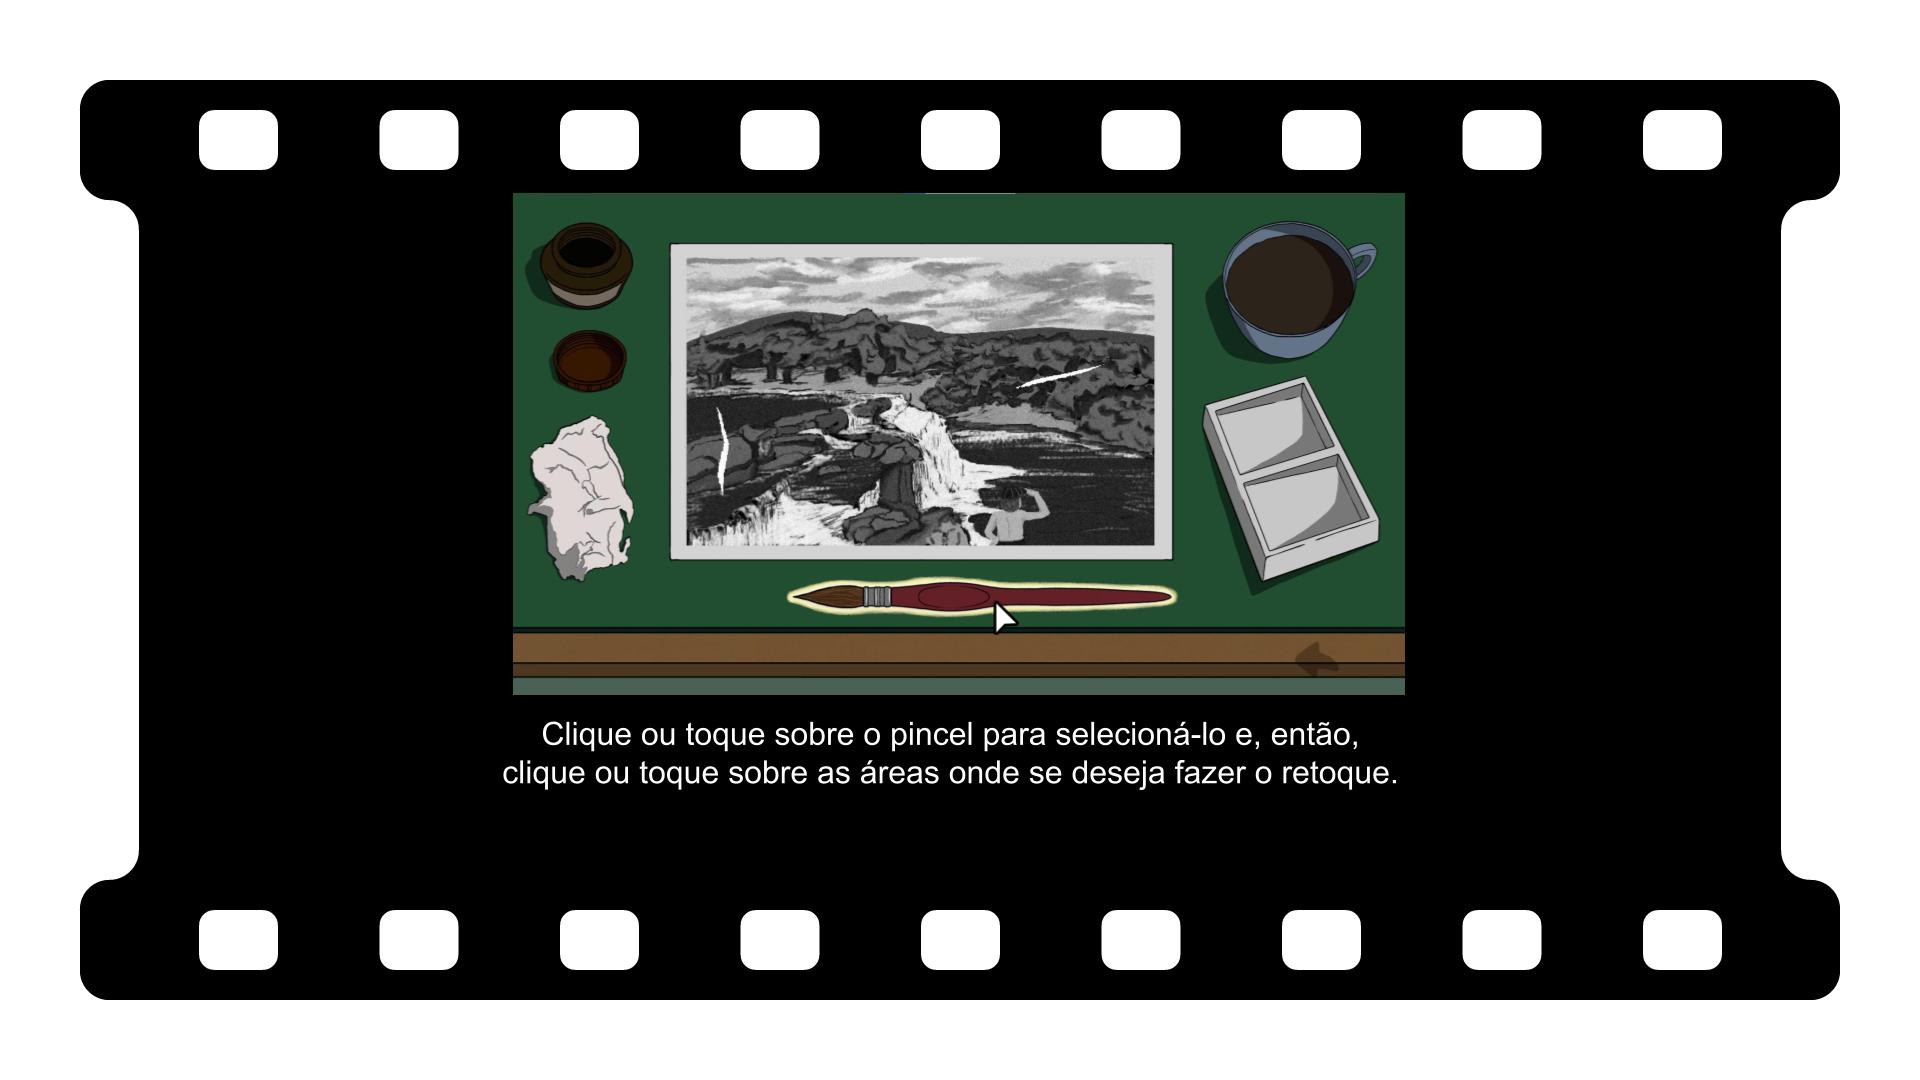 Clique ou toque sobre o pincel para selecioná-lo e, então,
clique ou toque sobre as áreas onde se deseja fazer o retoque.